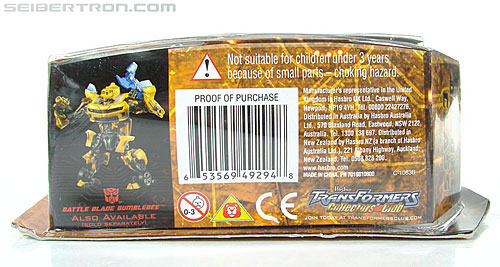 SEIBERTRON.COM
Not suitable for children under 3 years
because of small parts – choking hazard.
PROOF OF PURCHASE
6 53569 49294 8
Manufacturer's representative in the United
Kingdom is Hasbro UK Ltd., Caswell Way,
Newport, NP19 4YH. Tel. 00800 22427276.
Distributed in Australia by Hasbro Australia
Ltd., 570 Blaxland Road, Eastwood, NSW 2122,
Australia. Tel. 1300 138 697. Distributed
in New Zealand by Hasbro NZ (a branch of Hasbro
Australia Ltd.), 221 Albany Highway, Auckland,
New Zealand. Tel. 0508 828 200.
MADE IN CHINA.
BATTLE BLADE BUMBLEBEE
ALSO AVAILABLE
(SOLD SEPARATELY)
0-3
CE
TRANSFORMERS
Collectors' Club
JOIN TODAY AT TRANSFORMERSCLUB.COM